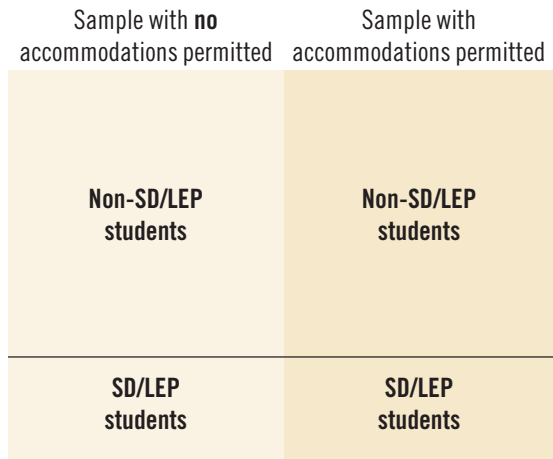 Sample with no
accommodations permitted
Sample with
accommodations permitted
Non-SD/LEP
students
Non-SD/LEP
students
SD/LEP
students
SD/LEP
students